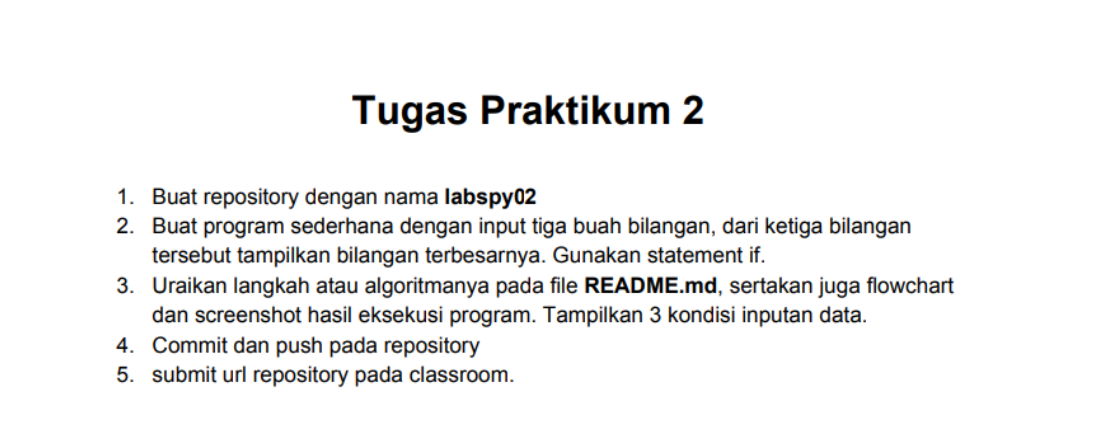 Tugas Praktikum 2
1. Buat repository dengan nama labspy02
2. Buat program sederhana dengan input tiga buah bilangan, dari ketiga bilangan
tersebut tampilkan bilangan terbesarnya. Gunakan statement if.
3. Uraikan langkah atau algoritmanya pada file README.md, sertakan juga flowchart
dan screenshot hasil eksekusi program. Tampilkan 3 kondisi inputan data.
4. Commit dan push pada repository
5. submit url repository pada classroom.